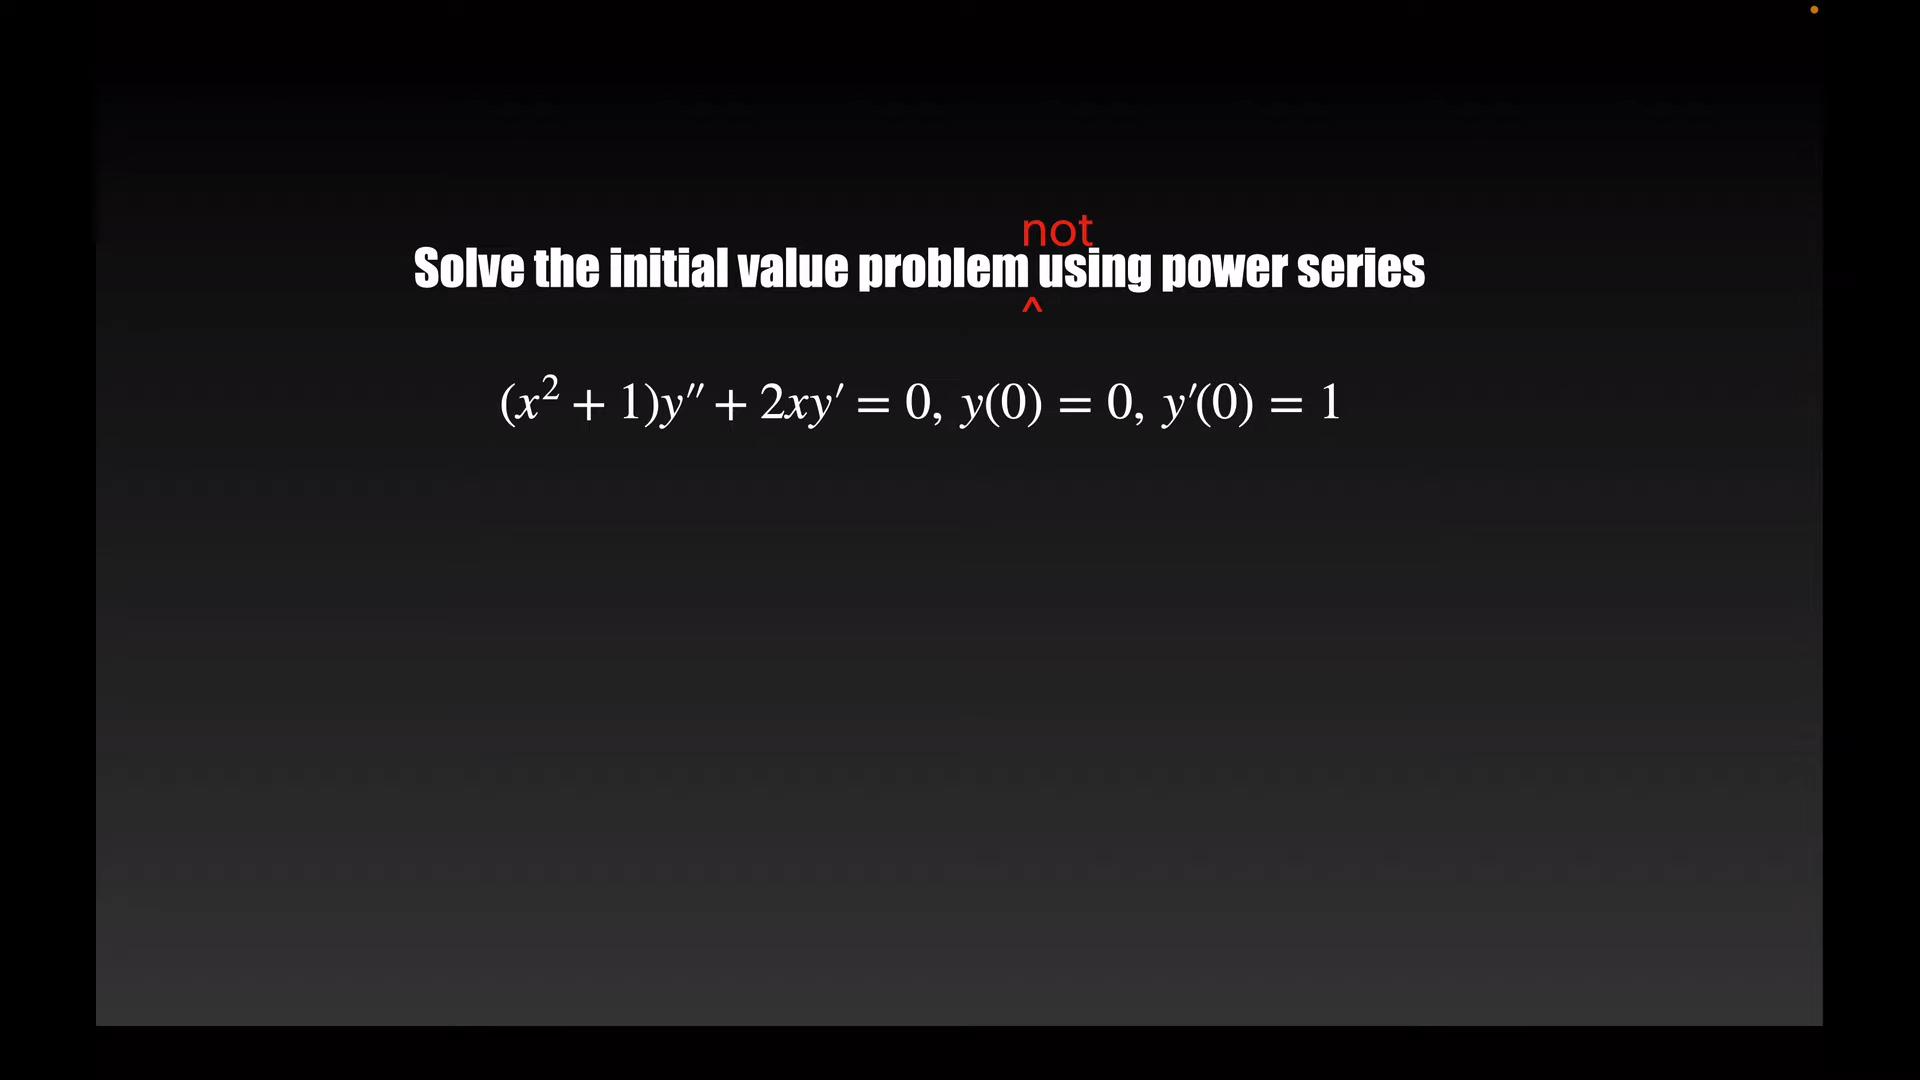 not
Solve the initial value problem using power series
^
(x² + 1)y″ + 2xy′ = 0, y(0) = 0, y′(0) = 1